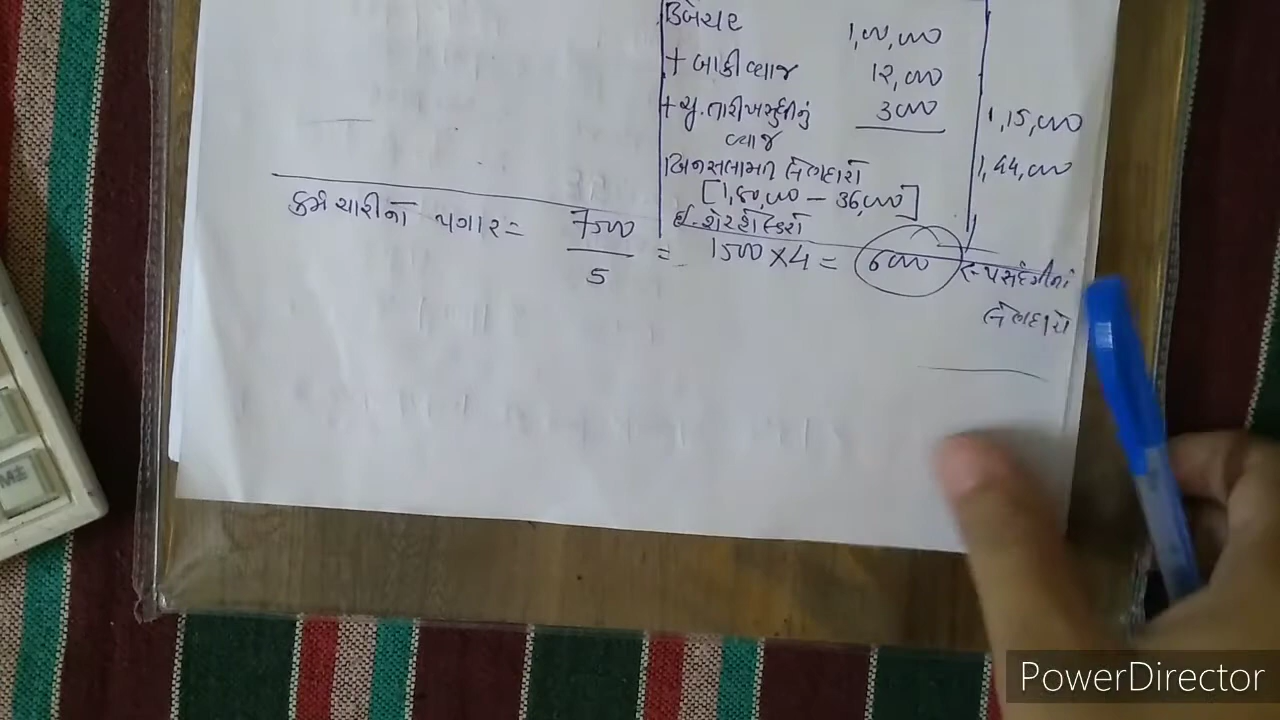 ડિબેંચર 1,00,000
+ બાકી વ્યાજ 12,000
+ ચૂ. તારીખ સુધીનું 3000 1,15,000
વ્યાજ
બિનસલામત લેણદારો 1,44,000
[1,80,000 - 36,000]
ઈ. શેરહોલ્ડરો
કર્મચારીનો પગાર = 7500 / 5 = 1500 X 4 = 6000 પસંદગીનાં
લેણદારો
M±
PowerDirector